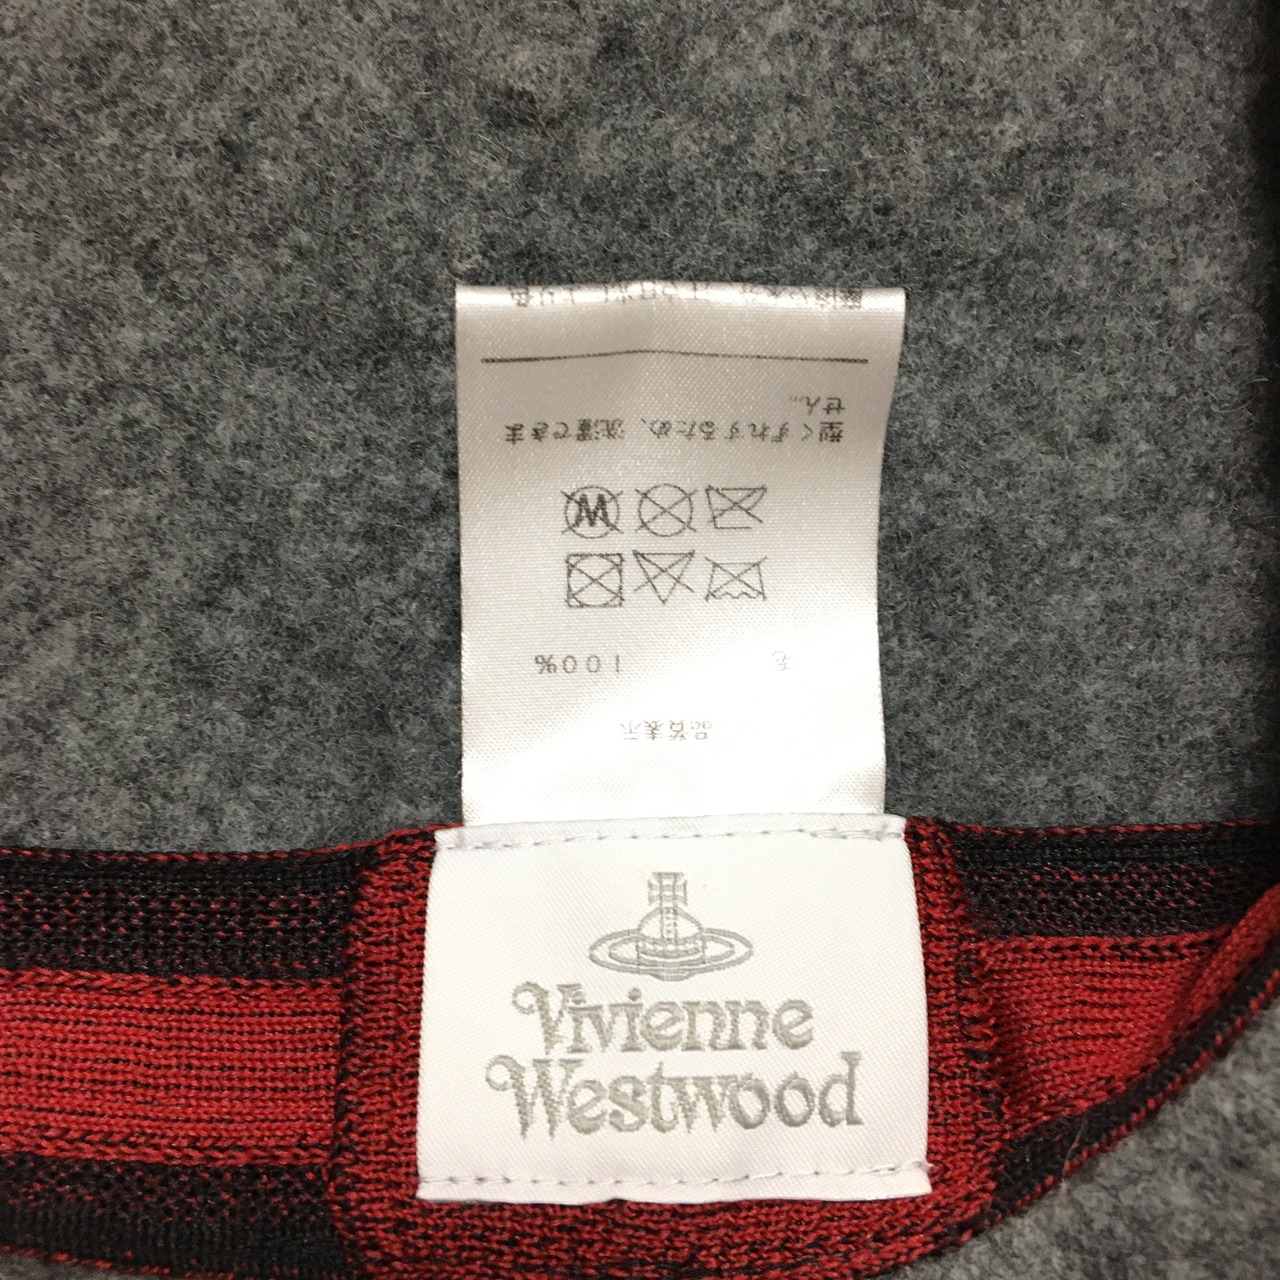 品質表示
毛 100%
W
型くずれするため、洗濯できま
せん。
Vivienne
Westwood